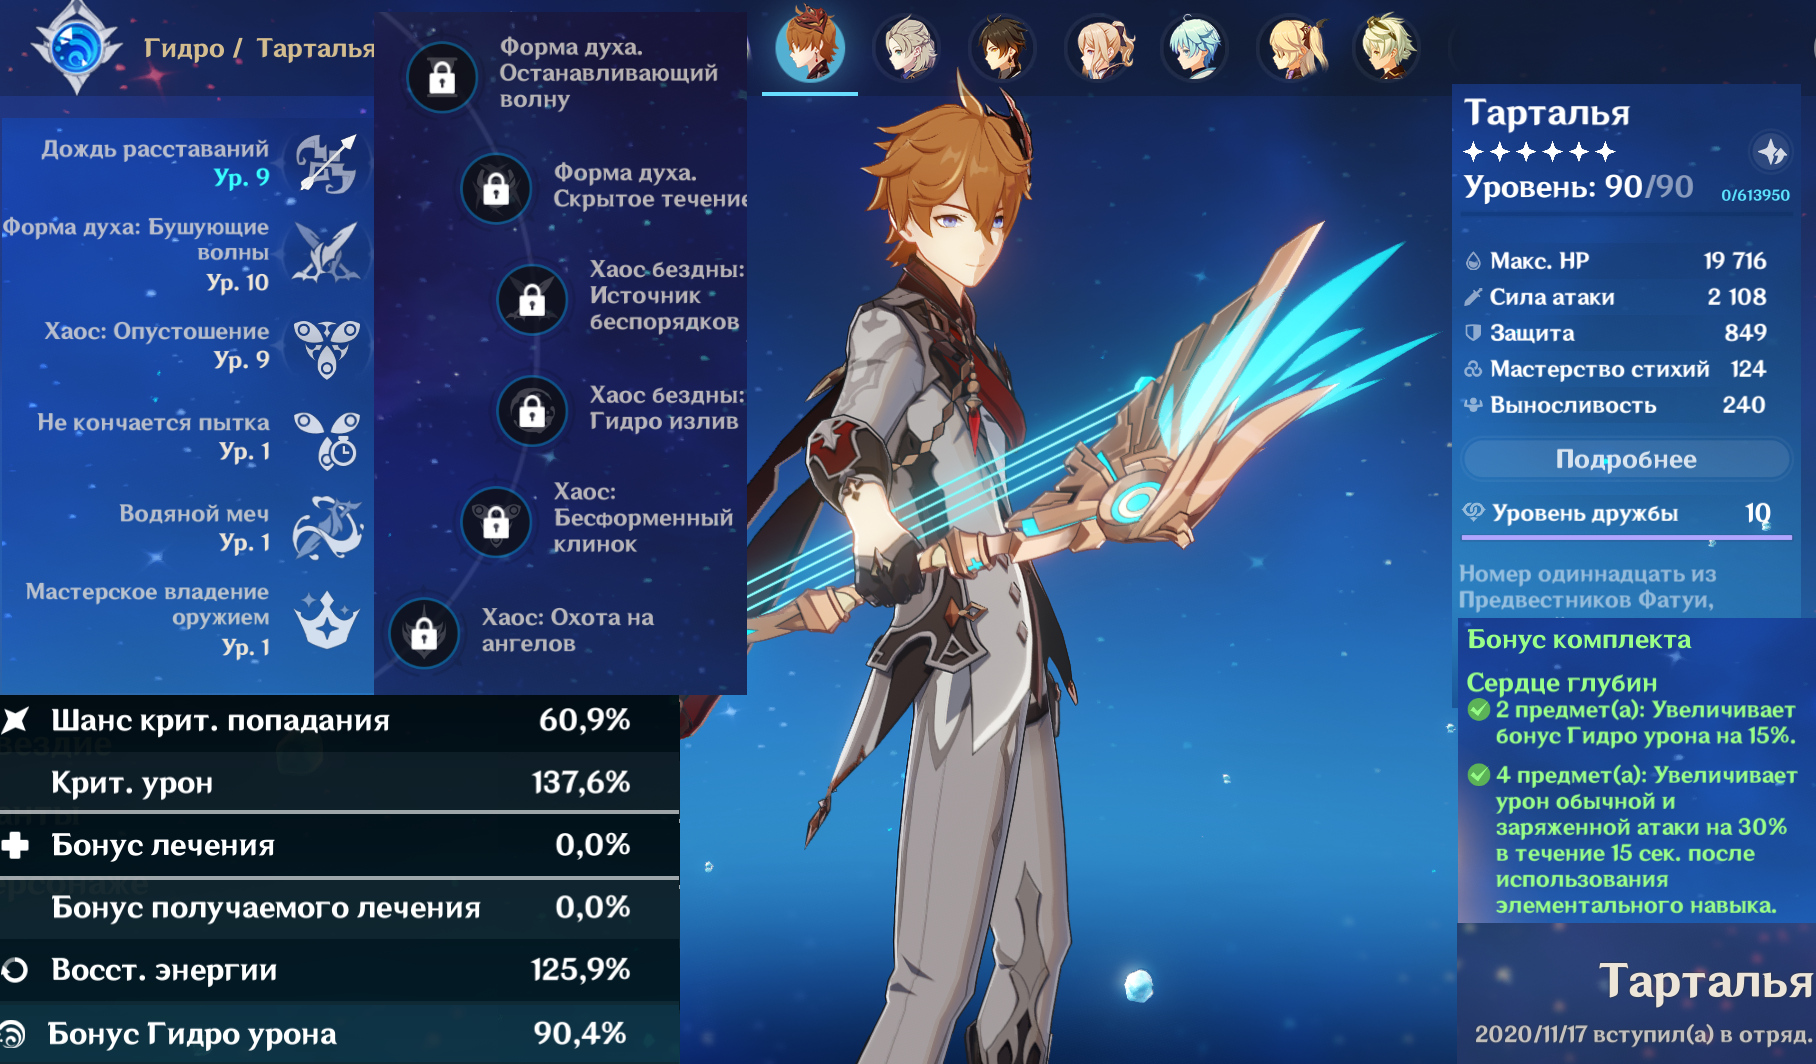 Гидро / Тарталья
Дождь расставаний
Ур. 9
Форма духа: Бушующие
волны
Ур. 10
Хаос: Опустошение
Ур. 9
Не кончается пытка
Ур. 1
Водяной меч
Ур. 1
Мастерское владение
оружием
Ур. 1
Форма духа.
Останавливающий
волну
Форма духа.
Скрытое течение
Хаос бездны:
Источник
беспорядков
Хаос бездны:
Гидро излив
Хаос:
Бесформенный
клинок
Хаос: Охота на
ангелов
Шанс крит. попадания 60,9%
Крит. урон 137,6%
Бонус лечения 0,0%
Бонус получаемого лечения 0,0%
Восст. энергии 125,9%
Бонус Гидро урона 90,4%
Тарталья
Уровень: 90/90 0/613950
Макс. HP 19 716
Сила атаки 2 108
Защита 849
Мастерство стихий 124
Выносливость 240
Подробнее
Уровень дружбы 10
Номер одиннадцать из
Предвестников Фатуи,
Бонус комплекта
Сердце глубин
2 предмет(а): Увеличивает
бонус Гидро урона на 15%.
4 предмет(а): Увеличивает
урон обычной и
заряженной атаки на 30%
в течение 15 сек. после
использования
элементального навыка.
Тарталья
2020/11/17 вступил(а) в отряд.